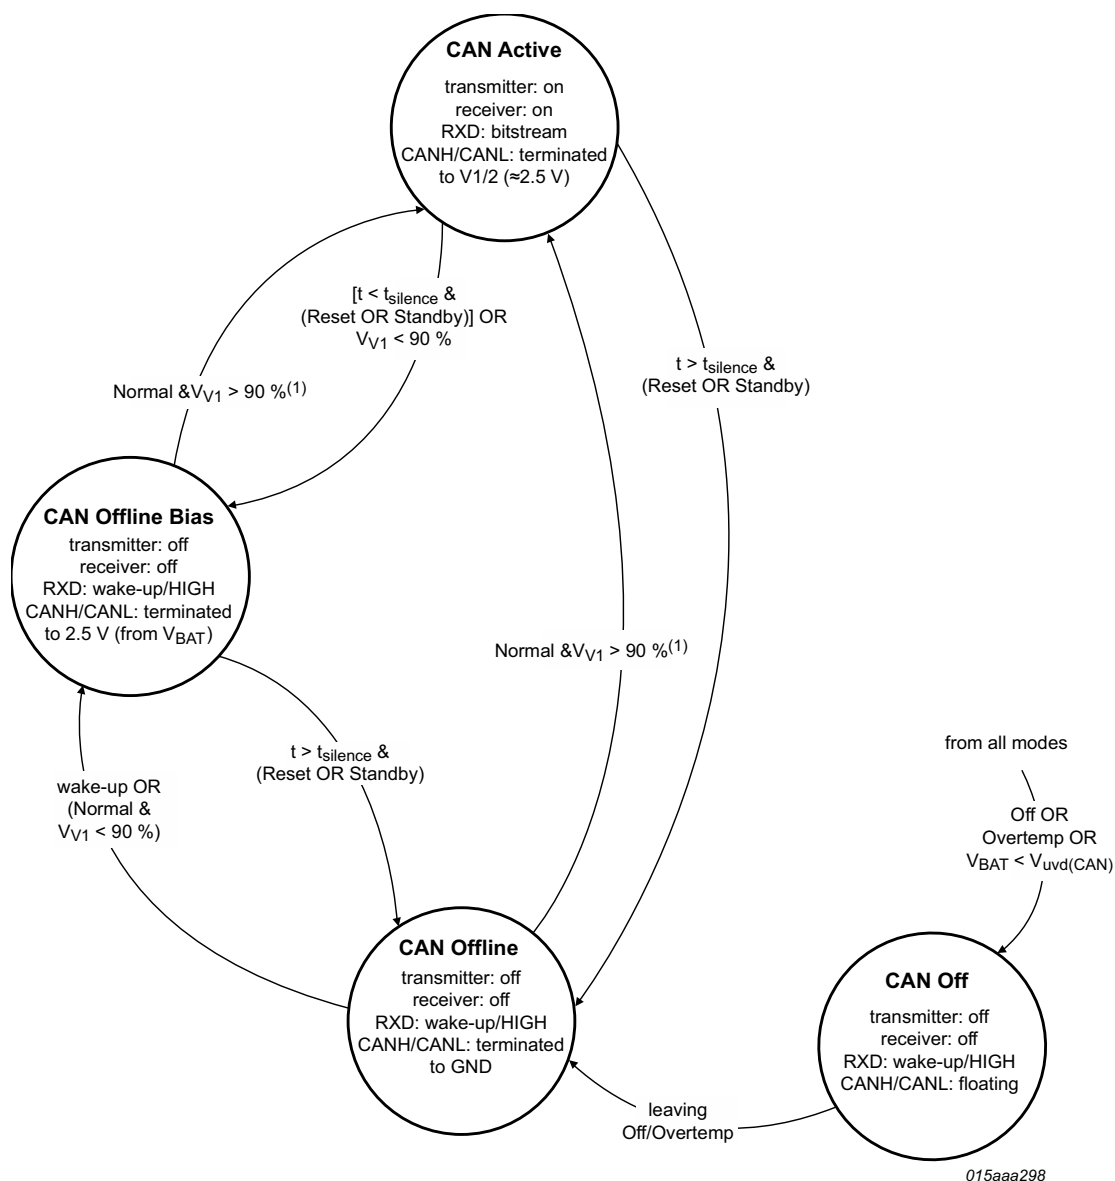 CAN Active
transmitter: on
receiver: on
RXD: bitstream
CANH/CANL: terminated
to V1/2 (≈2.5 V)
[t < tsilence &
(Reset OR Standby)] OR
VV1 < 90 %
t > tsilence &
(Reset OR Standby)
Normal &VV1 > 90 %(1)
CAN Offline Bias
transmitter: off
receiver: off
RXD: wake-up/HIGH
CANH/CANL: terminated
to 2.5 V (from VBAT)
Normal &VV1 > 90 %(1)
t > tsilence &
(Reset OR Standby)
wake-up OR
(Normal &
VV1 < 90 %)
from all modes
Off OR
Overtemp OR
VBAT < Vuvd(CAN)
CAN Offline
transmitter: off
receiver: off
RXD: wake-up/HIGH
CANH/CANL: terminated
to GND
CAN Off
transmitter: off
receiver: off
RXD: wake-up/HIGH
CANH/CANL: floating
leaving
Off/Overtemp
015aaa298